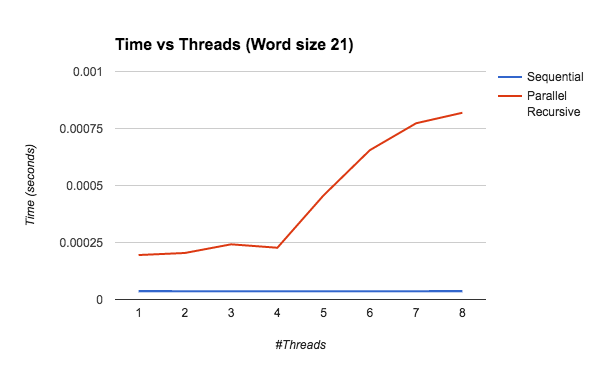 Time vs Threads (Word size 21)
0.001
0.00075
0.0005
0.00025
0
Time (seconds)
1 2 3 4 5 6 7 8
#Threads
Sequential
Parallel
Recursive